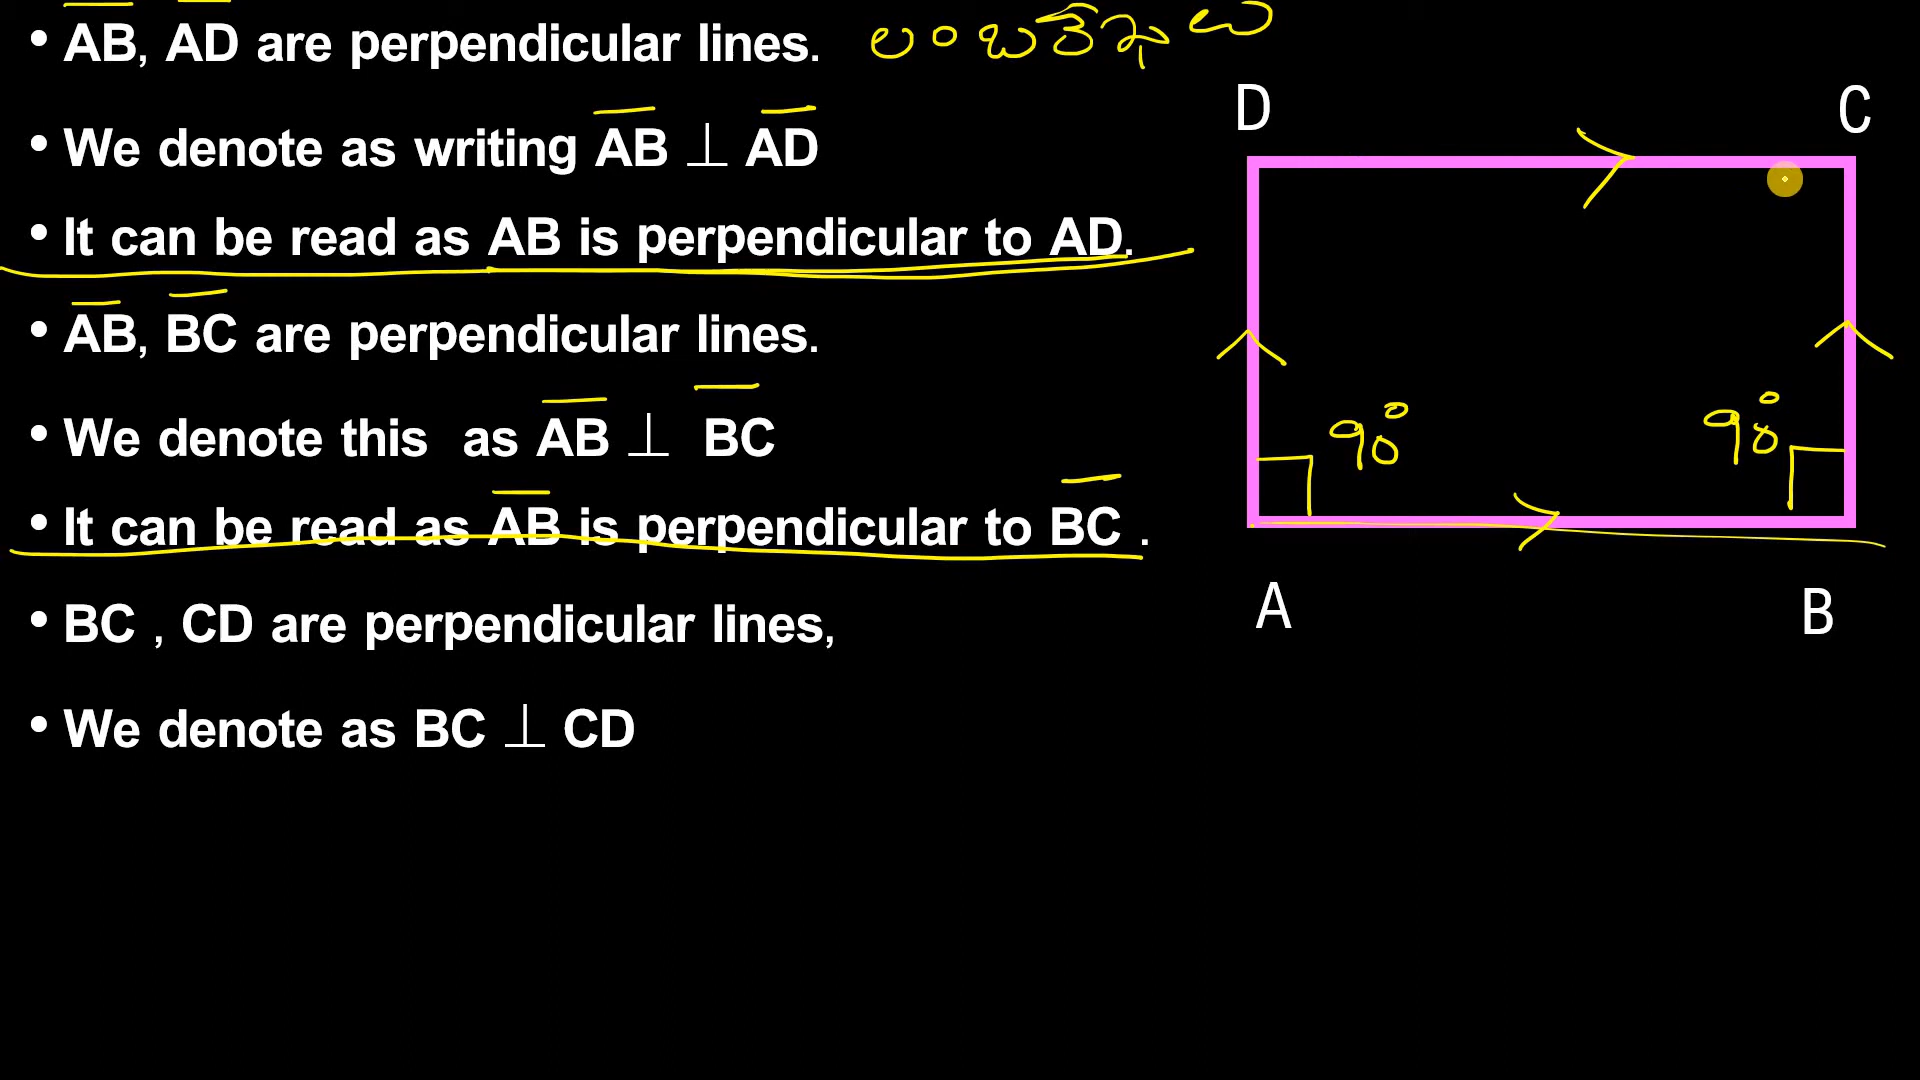 • AB, AD are perpendicular lines.
• We denote as writing AB ⊥ AD
• It can be read as AB is perpendicular to AD.
• AB, BC are perpendicular lines.
• We denote this as AB ⊥ BC
• It can be read as AB is perpendicular to BC .
• BC , CD are perpendicular lines,
• We denote as BC ⊥ CD
D C
90° 90°
A B